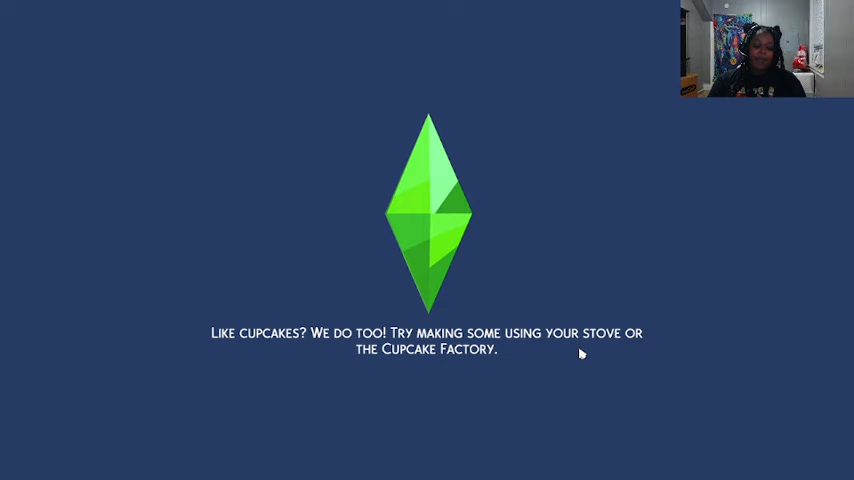 Like cupcakes? We do too! Try making some using your stove or
the Cupcake Factory.